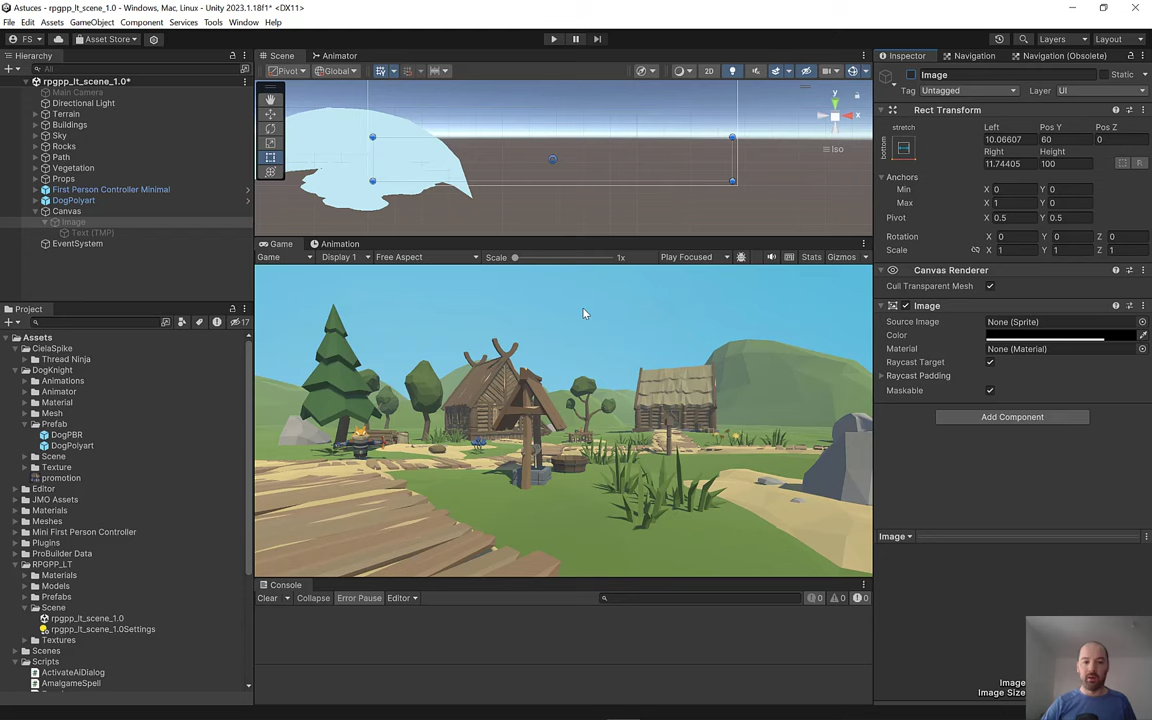 Astuces - rpgpp_lt_scene_1.0 - Windows, Mac, Linux - Unity 2023.1.18f1* <DX11>
File Edit Assets GameObject Component Services Tools Window Help
FS Asset Store Layers Layout
Hierarchy
All
rpgpp_lt_scene_1.0*
Main Camera
Directional Light
Terrain
Buildings
Sky
Rocks
Path
Vegetation
Props
First Person Controller Minimal
DogPolyart
Canvas
Image
Text (TMP)
EventSystem
Project
17
Assets
CielaSpike
Thread Ninja
DogKnight
Animations
Animator
Material
Mesh
Prefab
DogPBR
DogPolyart
Scene
Texture
promotion
Editor
JMO Assets
Materials
Meshes
Mini First Person Controller
Plugins
ProBuilder Data
RPGPP_LT
Materials
Models
Prefabs
Scene
rpgpp_lt_scene_1.0
rpgpp_lt_scene_1.0Settings
Textures
Scenes
Scripts
ActivateAiDialog
AmalgameSpell
Scene Animator
Pivot Global 2D
y
x
Iso
Game Animation
Game Display 1 Free Aspect Scale 1x Play Focused Stats Gizmos
Console
Clear Collapse Error Pause Editor 0 0 0
Inspector Navigation Navigation (Obsolete)
Image Static
Tag Untagged Layer UI
Rect Transform
stretch
bottom
Left Pos Y Pos Z
10.06607 60 0
Right Height
11.74405 100 R
Anchors
Min X 0 Y 0
Max X 1 Y 0
Pivot X 0.5 Y 0.5
Rotation X 0 Y 0 Z 0
Scale X 1 Y 1 Z 1
Canvas Renderer
Cull Transparent Mesh
Image
Source Image None (Sprite)
Color
Material None (Material)
Raycast Target
Raycast Padding
Maskable
Add Component
Image
Image
Image Size